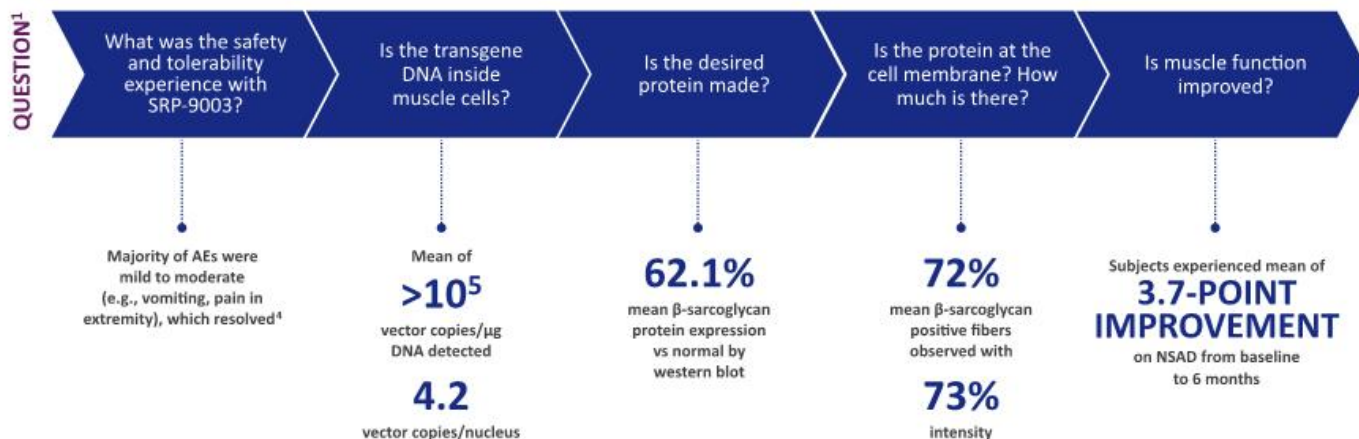 QUESTION¹
What was the safety
and tolerability
experience with
SRP-9003?
Is the transgene
DNA inside
muscle cells?
Is the desired
protein made?
Is the protein at the
cell membrane? How
much is there?
Is muscle function
improved?
Majority of AEs were
mild to moderate
(e.g., vomiting, pain in
extremity), which resolved⁴
Mean of
>10⁵
vector copies/µg
DNA detected
4.2
vector copies/nucleus
62.1%
mean β-sarcoglycan
protein expression
vs normal by
western blot
72%
mean β-sarcoglycan
positive fibers
observed with
73%
intensity
Subjects experienced mean of
3.7-POINT
IMPROVEMENT
on NSAD from baseline
to 6 months